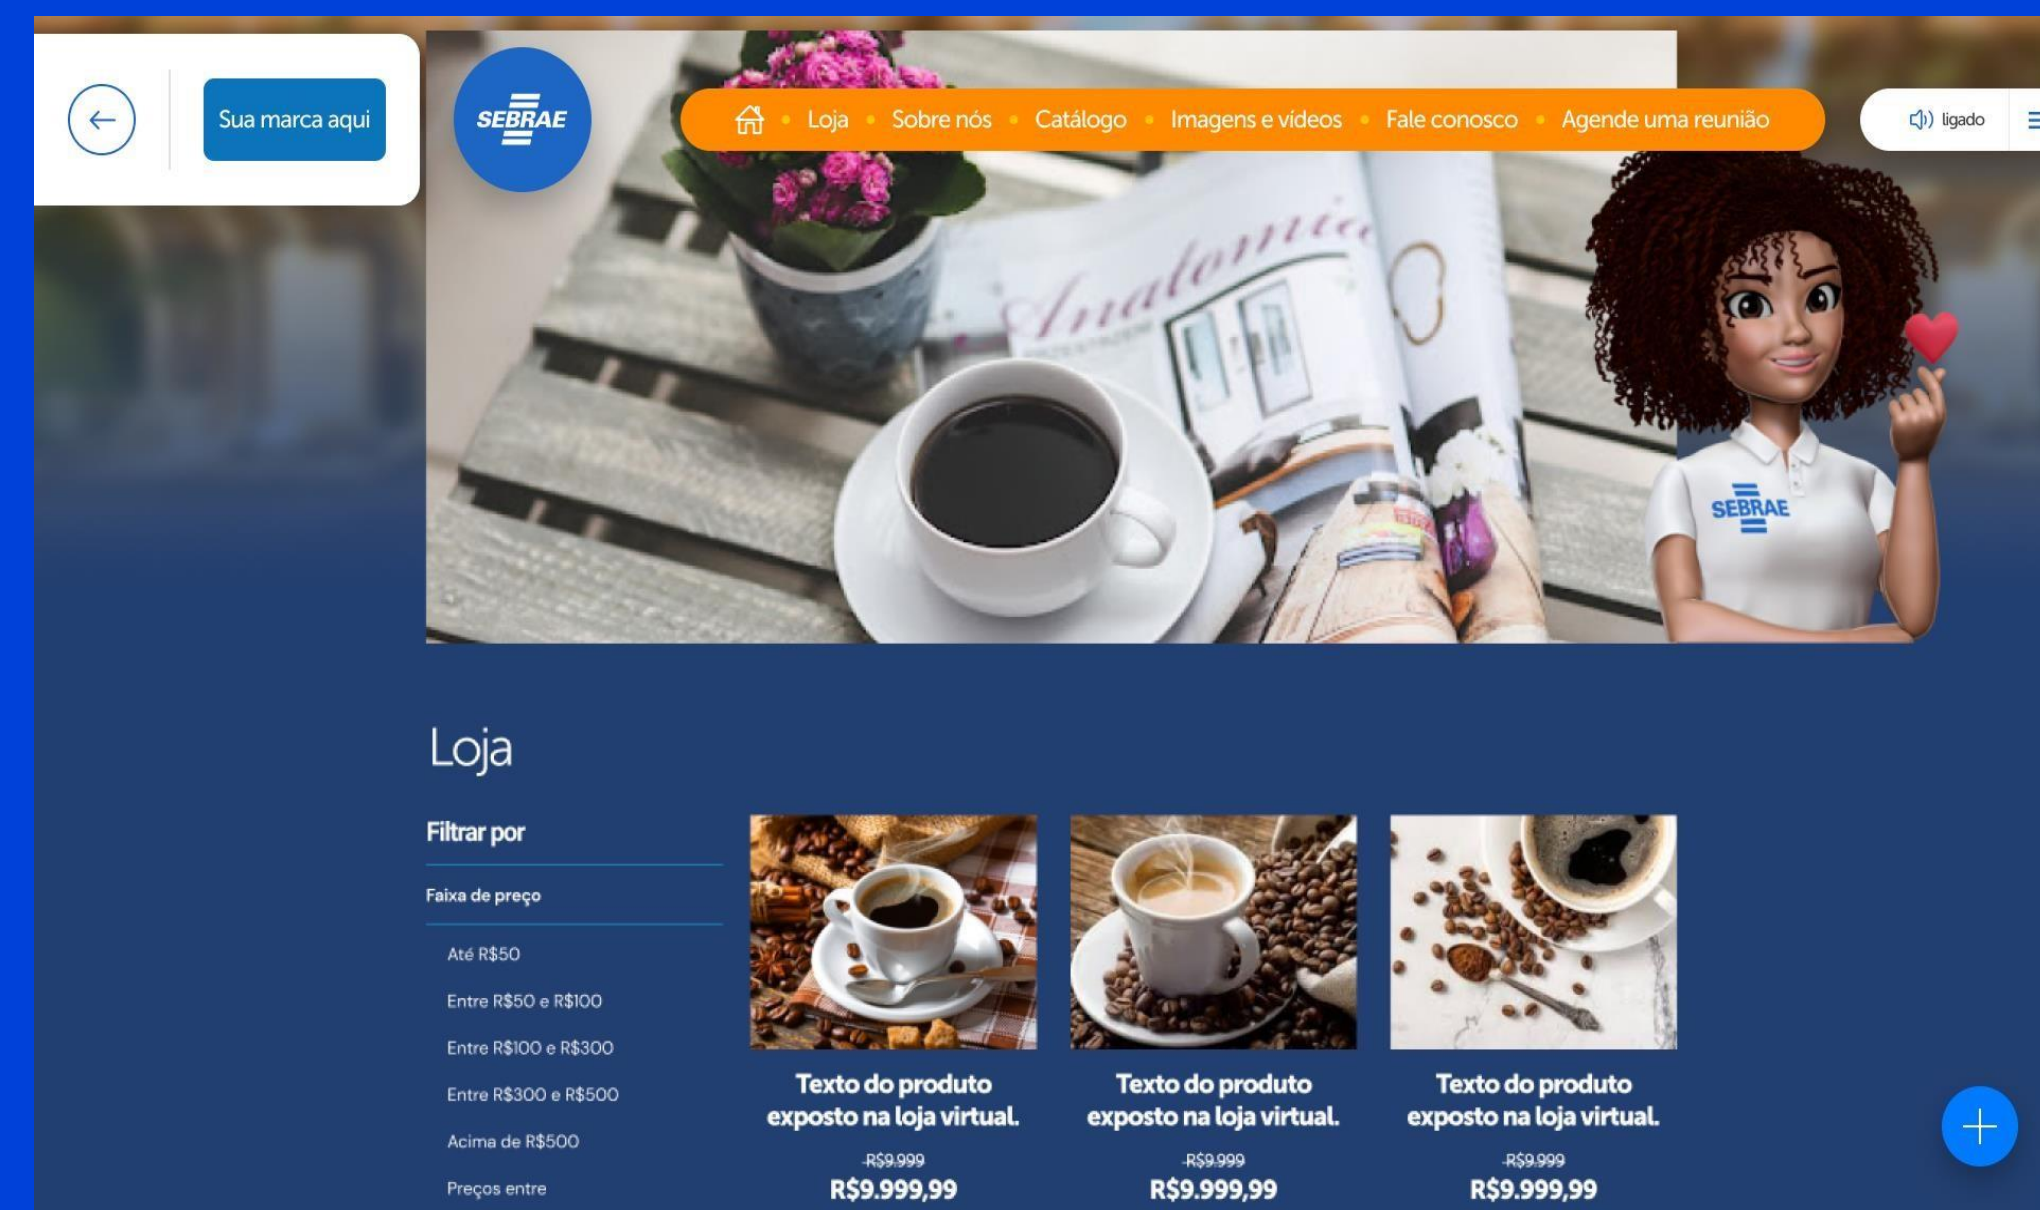 Sua marca aqui
SEBRAE
Loja • Sobre nós • Catálogo • Imagens e vídeos • Fale conosco • Agende uma reunião
ligado
Anatomia
SEBRAE
Loja
Filtrar por
Faixa de preço
Até R$50
Entre R$50 e R$100
Entre R$100 e R$300
Entre R$300 e R$500
Acima de R$500
Preços entre
Texto do produto
exposto na loja virtual.
R$9.999
R$9.999,99
Texto do produto
exposto na loja virtual.
R$9.999
R$9.999,99
Texto do produto
exposto na loja virtual.
R$9.999
R$9.999,99